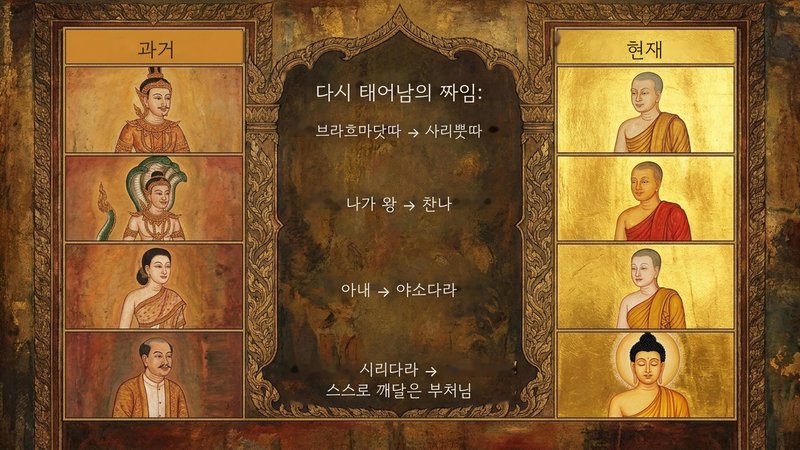 과거
현재
다시 태어남의 짜임:
브라흐마닷따 → 사리뿟따
나가 왕 → 찬나
아내 → 야소다라
시리다라 →
스스로 깨달은 부처님